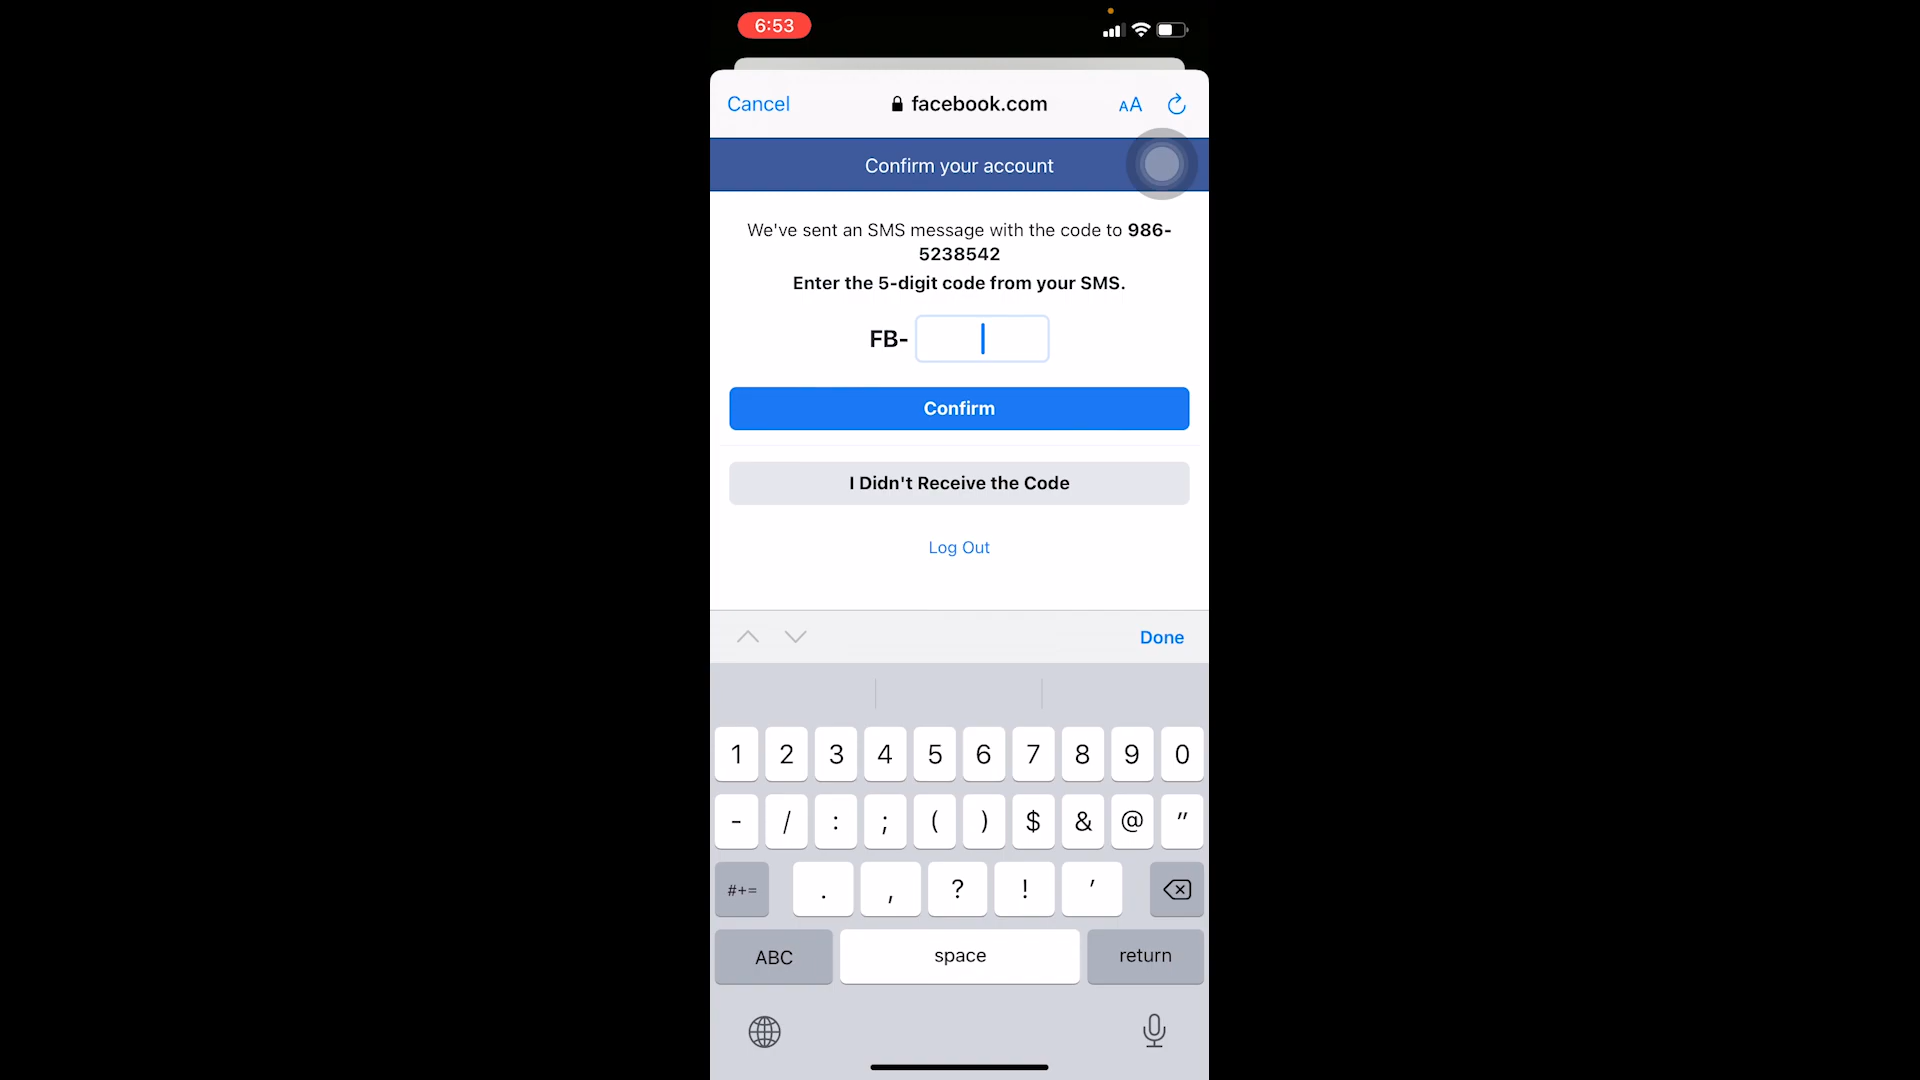 6:53
Cancel
facebook.com
AA
Confirm your account
We've sent an SMS message with the code to 986-
5238542
Enter the 5-digit code from your SMS.
FB-
Confirm
I Didn't Receive the Code
Log Out
Done
1 2 3 4 5 6 7 8 9 0
- / : ; ( ) $ & @ "
#+= . , ? ! '
ABC space return